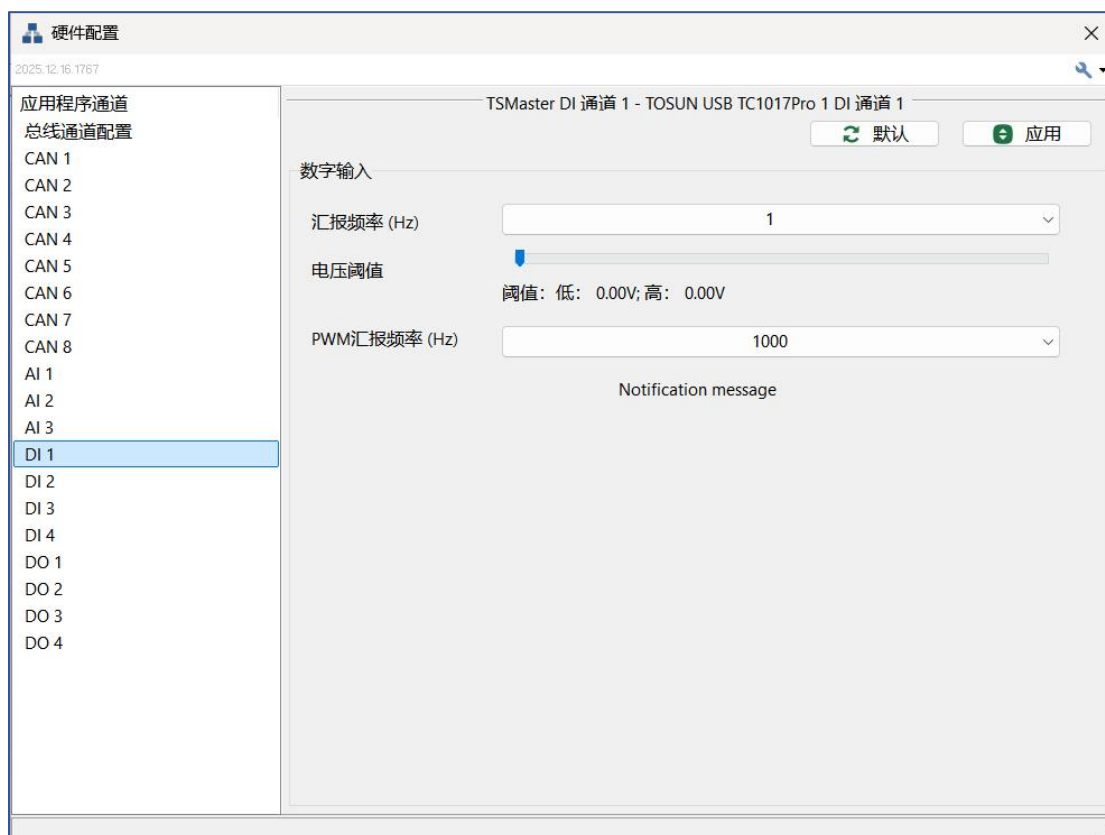 硬件配置
2025.12.16.1767
应用程序通道
总线通道配置
CAN 1
CAN 2
CAN 3
CAN 4
CAN 5
CAN 6
CAN 7
CAN 8
AI 1
AI 2
AI 3
DI 1
DI 2
DI 3
DI 4
DO 1
DO 2
DO 3
DO 4
TSMaster DI 通道 1 - TOSUN USB TC1017Pro 1 DI 通道 1
默认 应用
数字输入
汇报频率 (Hz) 1
电压阈值
阈值：低： 0.00V; 高： 0.00V
PWM汇报频率 (Hz) 1000
Notification message